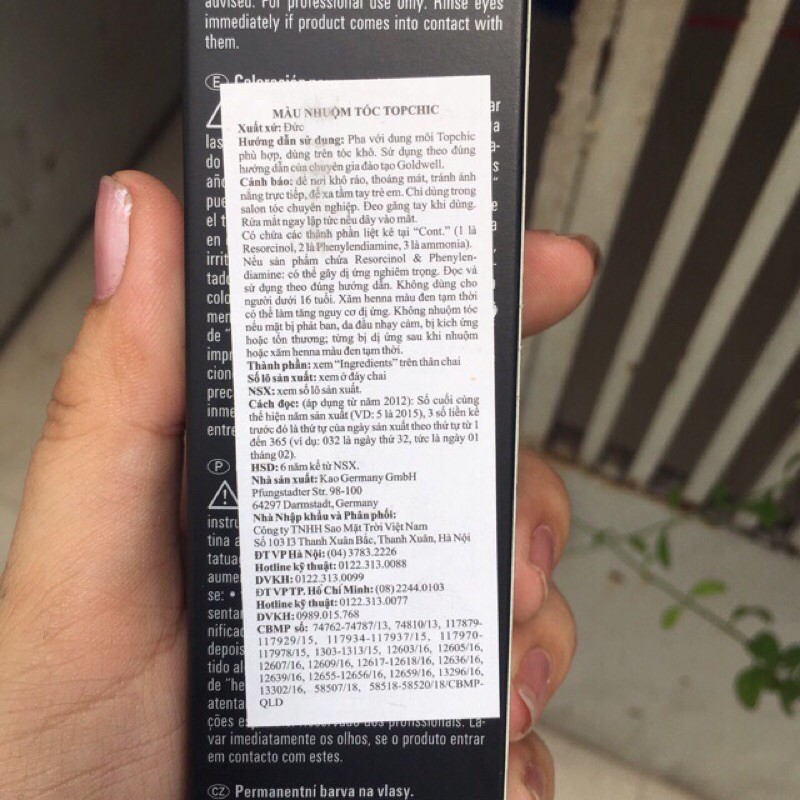 advised. For professional use only. Rinse eyes
immediately if product comes into contact with
them.
E Coloración
MÀU NHUỘM TÓC TOPCHIC
Xuất xứ: Đức
Hướng dẫn sử dụng: Pha với dung môi Topchic
phù hợp, dùng trên tóc khô. Sử dụng theo đúng
hướng dẫn của chuyên gia đào tạo Goldwell.
Cảnh báo: để nơi khô ráo, thoáng mát, tránh ánh
nắng trực tiếp, để xa tầm tay trẻ em. Chỉ dùng trong
salon tóc chuyên nghiệp. Đeo găng tay khi dùng.
Rửa mắt ngay lập tức nếu dây vào mắt.
Có chứa các thành phần liệt kê tại "Cont." (1 là
Resorcinol, 2 là Phenylendiamine, 3 là ammonia).
Nếu sản phẩm chứa Resorcinol & Phenylen-
diamine: có thể gây dị ứng nghiêm trọng. Đọc và
sử dụng theo đúng hướng dẫn. Không dùng cho
người dưới 16 tuổi. Xăm henna màu đen tạm thời
có thể làm tăng nguy cơ dị ứng. Không nhuộm tóc
nếu mặt bị phát ban, da đầu nhạy cảm, bị kích ứng
hoặc tổn thương; từng bị dị ứng sau khi nhuộm
hoặc xăm henna màu đen tạm thời.
Thành phần: xem "Ingredients" trên thân chai
Số lô sản xuất: xem ở đáy chai
NSX: xem số lô sản xuất.
Cách đọc: (áp dụng từ năm 2012): Số cuối cùng
thể hiện năm sản xuất (VD: 5 là 2015), 3 số liền kề
trước đó là thứ tự của ngày sản xuất theo thứ tự từ 1
đến 365 (ví dụ: 032 là ngày thứ 32, tức là ngày 01
tháng 02).
HSD: 6 năm kể từ NSX.
Nhà sản xuất: Kao Germany GmbH
Pfungstadter Str. 98-100
64297 Darmstadt, Germany
Nhà Nhập khẩu và Phân phối:
Công ty TNHH Sao Mặt Trời Việt Nam
Số 103 I3 Thanh Xuân Bắc, Thanh Xuân, Hà Nội
ĐT VP Hà Nội: (04) 3783.2226
Hotline kỹ thuật: 0122.313.0088
DVKH: 0122.313.0099
ĐT VP TP. Hồ Chí Minh: (08) 2244.0103
Hotline kỹ thuật: 0122.313.0077
DVKH: 0989.015.768
CBMP số: 74762-74787/13, 74810/13, 117879-
117929/15, 117934-117937/15, 117970-
117978/15, 1303-1313/15, 12603/16, 12605/16,
12607/16, 12609/16, 12617-12618/16, 12636/16,
12639/16, 12655-12656/16, 12659/16, 13296/16,
13302/16, 58507/18, 58518-58520/18/CBMP-
QLD
P
ções dos profissionais. La-
var imediatamente os olhos, se o produto entrar
em contacto com estes.
CZ Permanentní barva na vlasy.